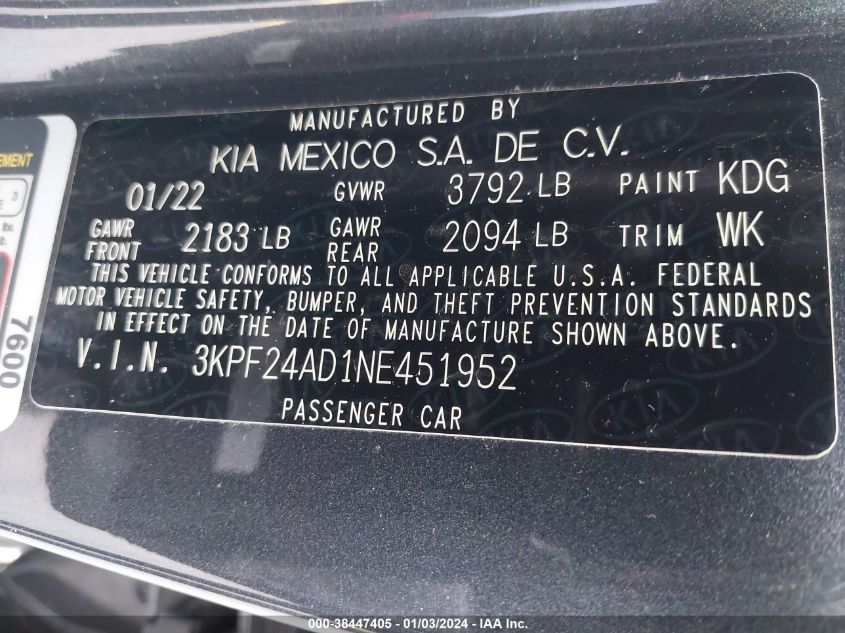 MANUFACTURED BY
KIA MEXICO S.A. DE C.V.
01/22 GVWR 3792 LB PAINT KDG
GAWR FRONT 2183 LB GAWR REAR 2094 LB TRIM WK
THIS VEHICLE CONFORMS TO ALL APPLICABLE U.S.A. FEDERAL
MOTOR VEHICLE SAFETY, BUMPER, AND THEFT PREVENTION STANDARDS
IN EFFECT ON THE DATE OF MANUFACTURE SHOWN ABOVE.
V.I.N. 3KPF24AD1NE451952
PASSENGER CAR
3
7600
000-38447405 - 01/03/2024 - IAA Inc.